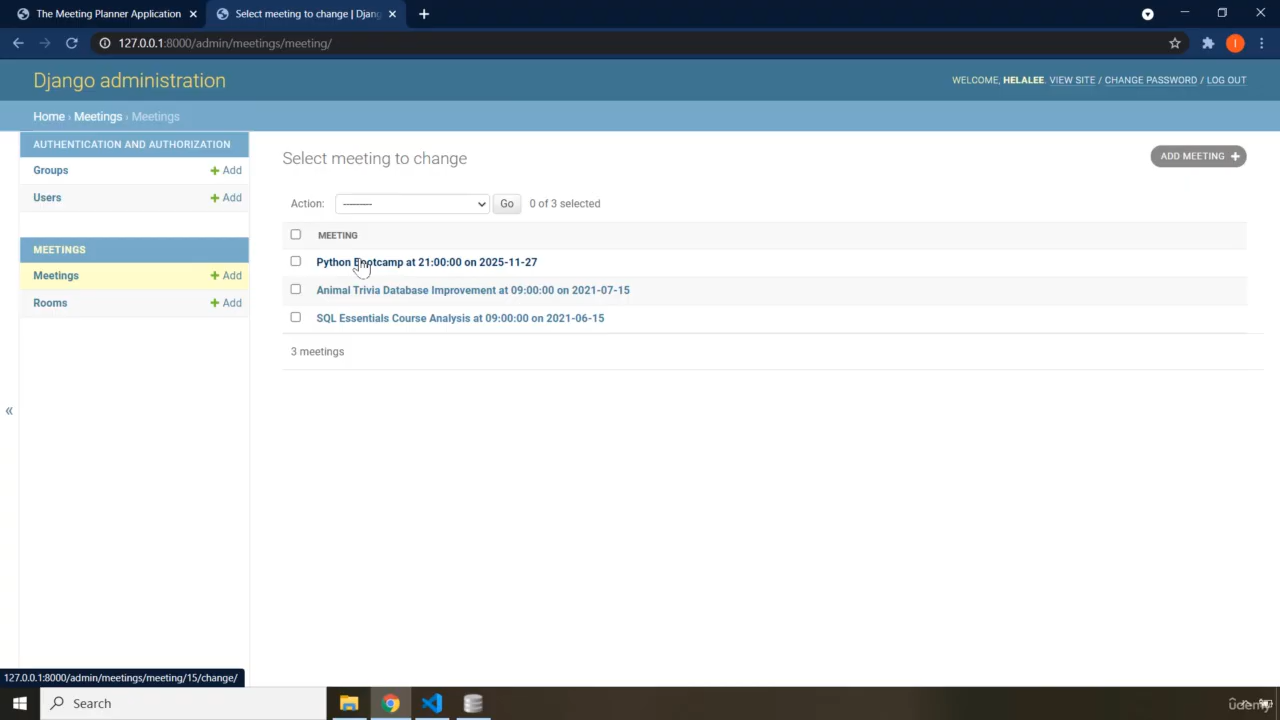 The Meeting Planner Application
Select meeting to change | Djan
127.0.0.1:8000/admin/meetings/meeting/
I
Django administration
WELCOME, HELALEE. VIEW SITE / CHANGE PASSWORD / LOG OUT
Home › Meetings › Meetings
AUTHENTICATION AND AUTHORIZATION
Groups + Add
Users + Add
MEETINGS
Meetings + Add
Rooms + Add
«
Select meeting to change
ADD MEETING +
Action: --------- Go 0 of 3 selected
MEETING
Python Bootcamp at 21:00:00 on 2025-11-27
Animal Trivia Database Improvement at 09:00:00 on 2021-07-15
SQL Essentials Course Analysis at 09:00:00 on 2021-06-15
3 meetings
127.0.0.1:8000/admin/meetings/meeting/15/change/
Search
udemy